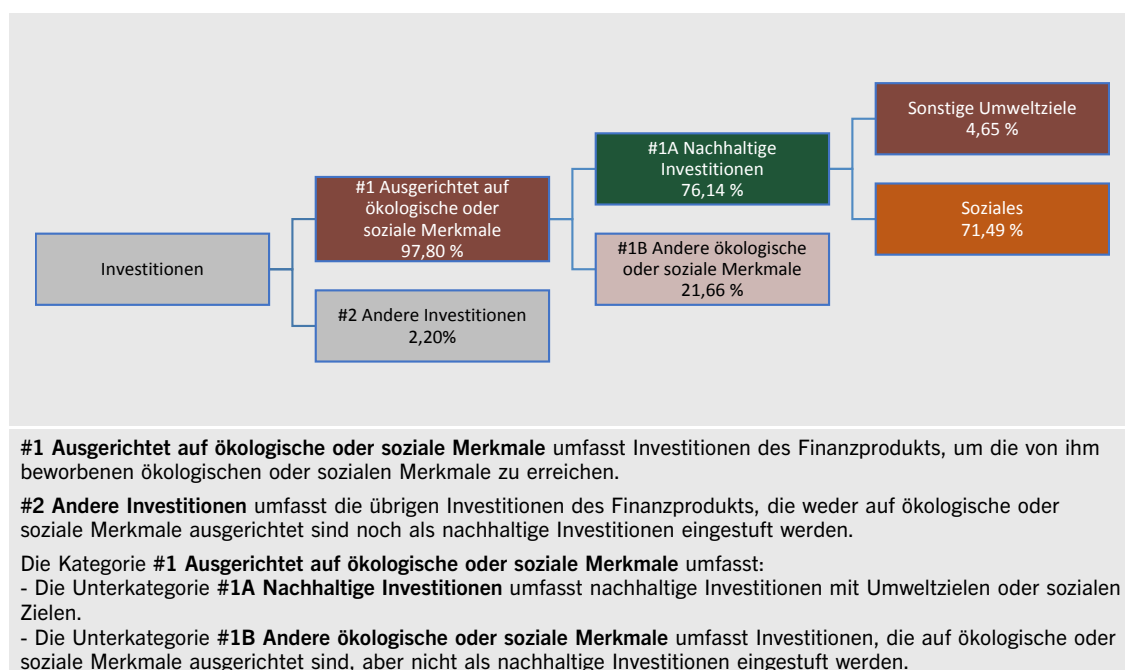 Sonstige Umweltziele
4,65 %
#1A Nachhaltige
Investitionen
76,14 %
#1 Ausgerichtet auf
ökologische oder
soziale Merkmale
97,80 %
Soziales
71,49 %
#1B Andere ökologische
oder soziale Merkmale
21,66 %
Investitionen
#2 Andere Investitionen
2,20%
#1 Ausgerichtet auf ökologische oder soziale Merkmale umfasst Investitionen des Finanzprodukts, um die von ihm
beworbenen ökologischen oder sozialen Merkmale zu erreichen.
#2 Andere Investitionen umfasst die übrigen Investitionen des Finanzprodukts, die weder auf ökologische oder
soziale Merkmale ausgerichtet sind noch als nachhaltige Investitionen eingestuft werden.
Die Kategorie #1 Ausgerichtet auf ökologische oder soziale Merkmale umfasst:
- Die Unterkategorie #1A Nachhaltige Investitionen umfasst nachhaltige Investitionen mit Umweltzielen oder sozialen
Zielen.
- Die Unterkategorie #1B Andere ökologische oder soziale Merkmale umfasst Investitionen, die auf ökologische oder
soziale Merkmale ausgerichtet sind, aber nicht als nachhaltige Investitionen eingestuft werden.